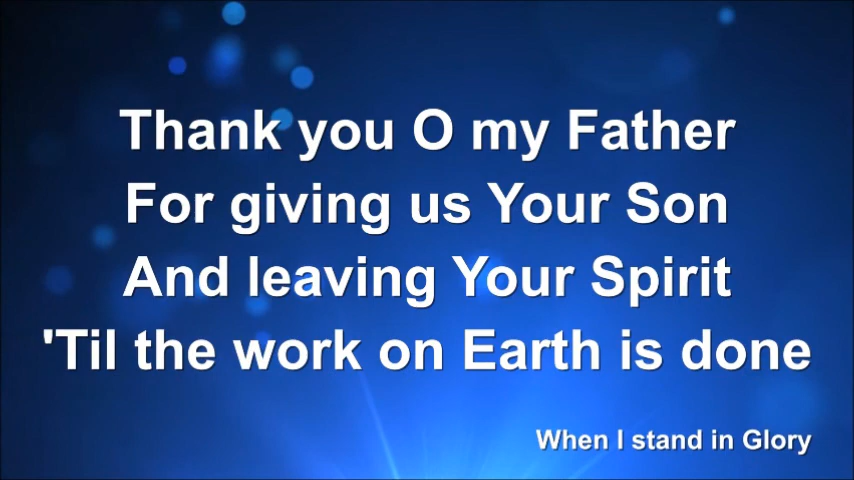 Thank you O my Father
For giving us Your Son
And leaving Your Spirit
'Til the work on Earth is done
When I stand in Glory